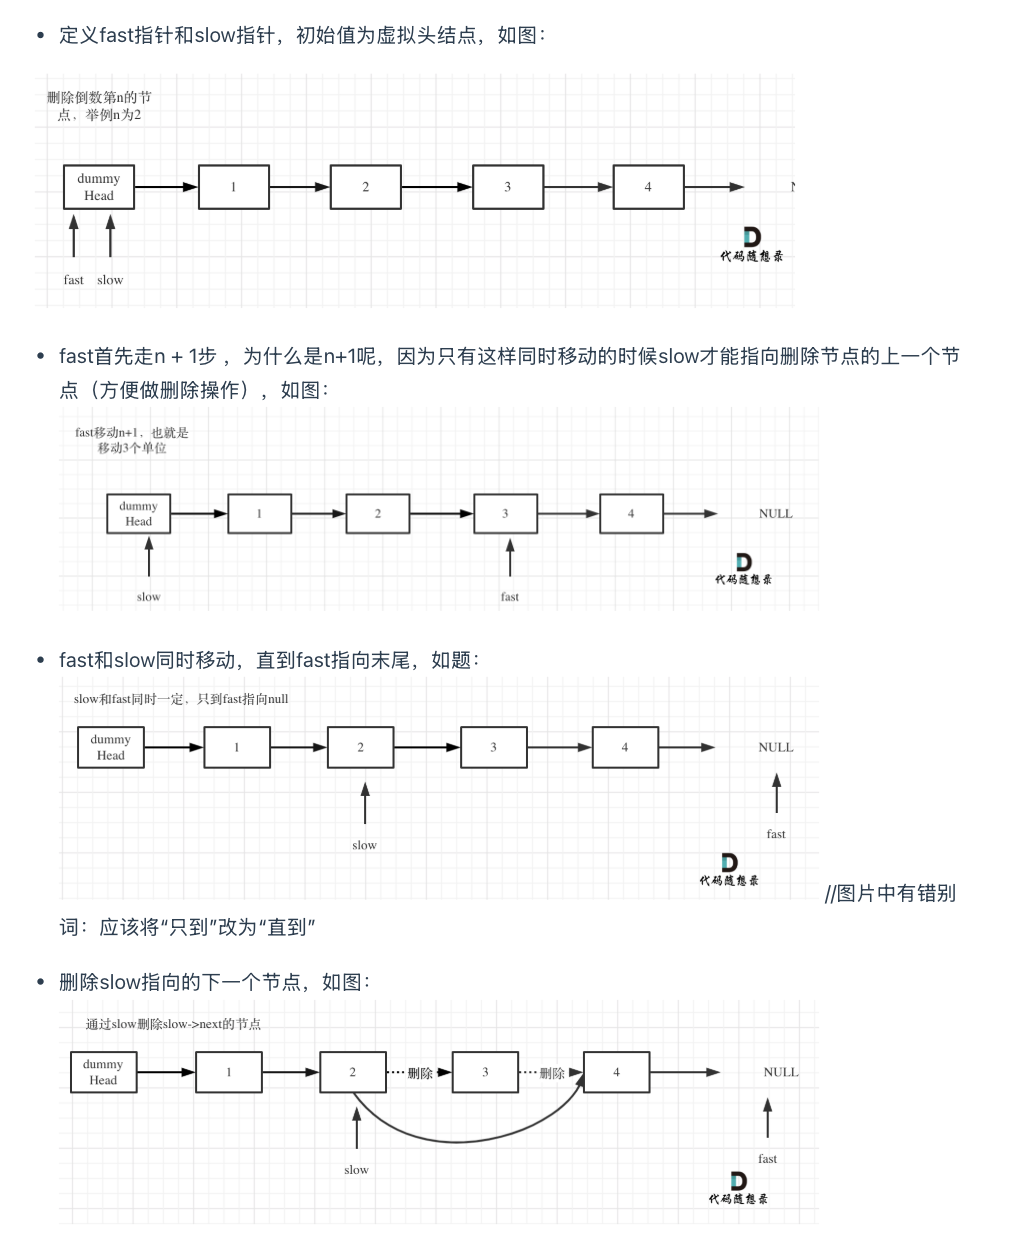 • 定义fast指针和slow指针，初始值为虚拟头结点，如图：
删除倒数第n的节
点，举例n为2
dummy
Head
1
2
3
4
fast slow
代码随想录
• fast首先走n + 1步 ，为什么是n+1呢，因为只有这样同时移动的时候slow才能指向删除节点的上一个节
点（方便做删除操作），如图：
fast移动n+1，也就是
移动3个单位
dummy
Head
1
2
3
4
NULL
slow
fast
代码随想录
• fast和slow同时移动，直到fast指向末尾，如题：
slow和fast同时一定，只到fast指向null
dummy
Head
1
2
3
4
NULL
slow
fast
代码随想录
//图片中有错别
词：应该将“只到”改为“直到”
• 删除slow指向的下一个节点，如图：
通过slow删除slow->next的节点
dummy
Head
1
2
删除
3
删除
4
NULL
slow
fast
代码随想录